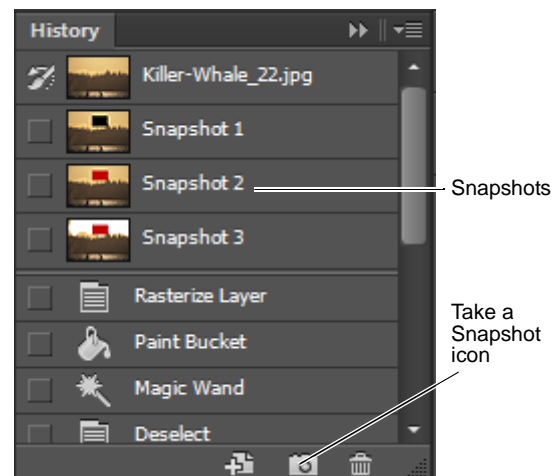 History
Killer-Whale_22.jpg
Snapshot 1
Snapshot 2
Snapshots
Snapshot 3
Rasterize Layer
Take a
Snapshot
icon
Paint Bucket
Magic Wand
Deselect